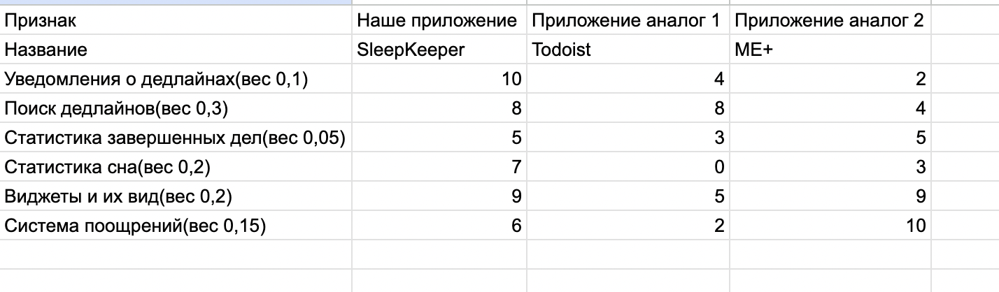 Признак Наше приложение Приложение аналог 1 Приложение аналог 2
Название SleepKeeper Todoist ME+
Уведомления о дедлайнах(вес 0,1) 10 4 2
Поиск дедлайнов(вес 0,3) 8 8 4
Статистика завершенных дел(вес 0,05) 5 3 5
Статистика сна(вес 0,2) 7 0 3
Виджеты и их вид(вес 0,2) 9 5 9
Система поощрений(вес 0,15) 6 2 10